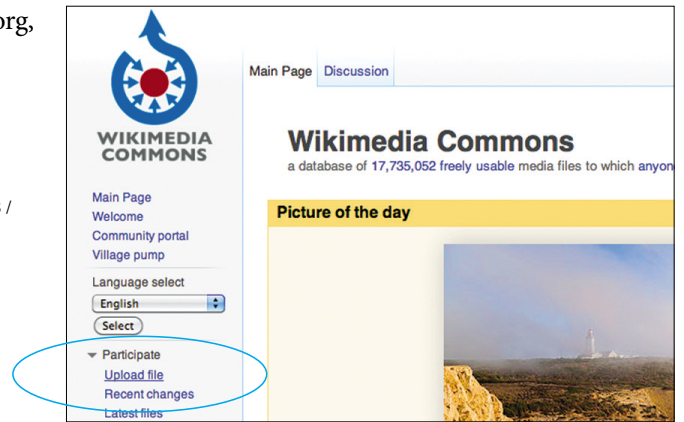 org,
/
WIKIMEDIA
COMMONS
Main Page
Welcome
Community portal
Village pump
Language select
English
Select
Participate
Upload file
Recent changes
Latest files
Main Page Discussion
Wikimedia Commons
a database of 17,735,052 freely usable media files to which anyon
Picture of the day